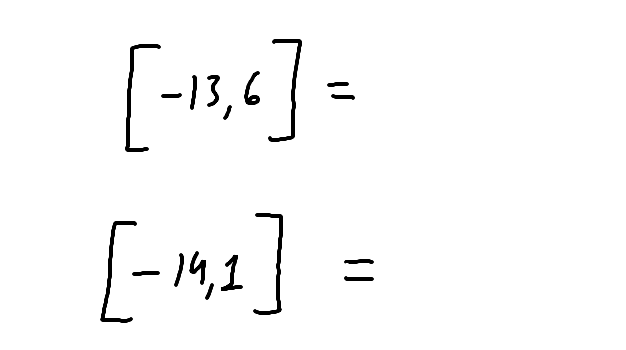 [-13,6] =
[-14,1] =